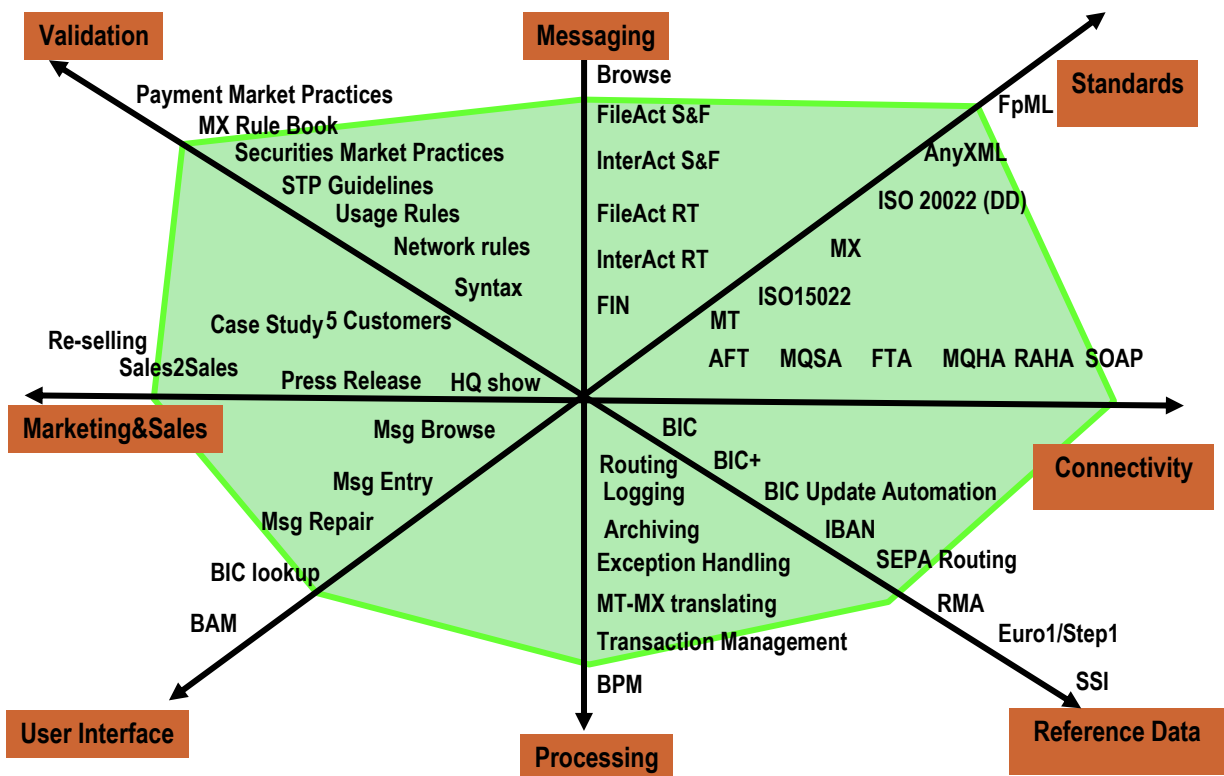 Validation
Messaging
Standards
Browse
Payment Market Practices
FpML
FileAct S&F
MX Rule Book
Securities Market Practices
InterAct S&F
AnyXML
STP Guidelines
ISO 20022 (DD)
Usage Rules
FileAct RT
Network rules
MX
InterAct RT
Syntax
ISO15022
FIN
Case Study
5 Customers
MT
Re-selling
Sales2Sales
AFT
MQSA
FTA
MQHA
RAHA
SOAP
Press Release
HQ show
Marketing&Sales
Connectivity
Msg Browse
BIC
Routing
BIC+
Logging
Msg Entry
BIC Update Automation
Msg Repair
Archiving
IBAN
Exception Handling
SEPA Routing
BIC lookup
MT-MX translating
RMA
BAM
Transaction Management
Euro1/Step1
BPM
SSI
User Interface
Processing
Reference Data